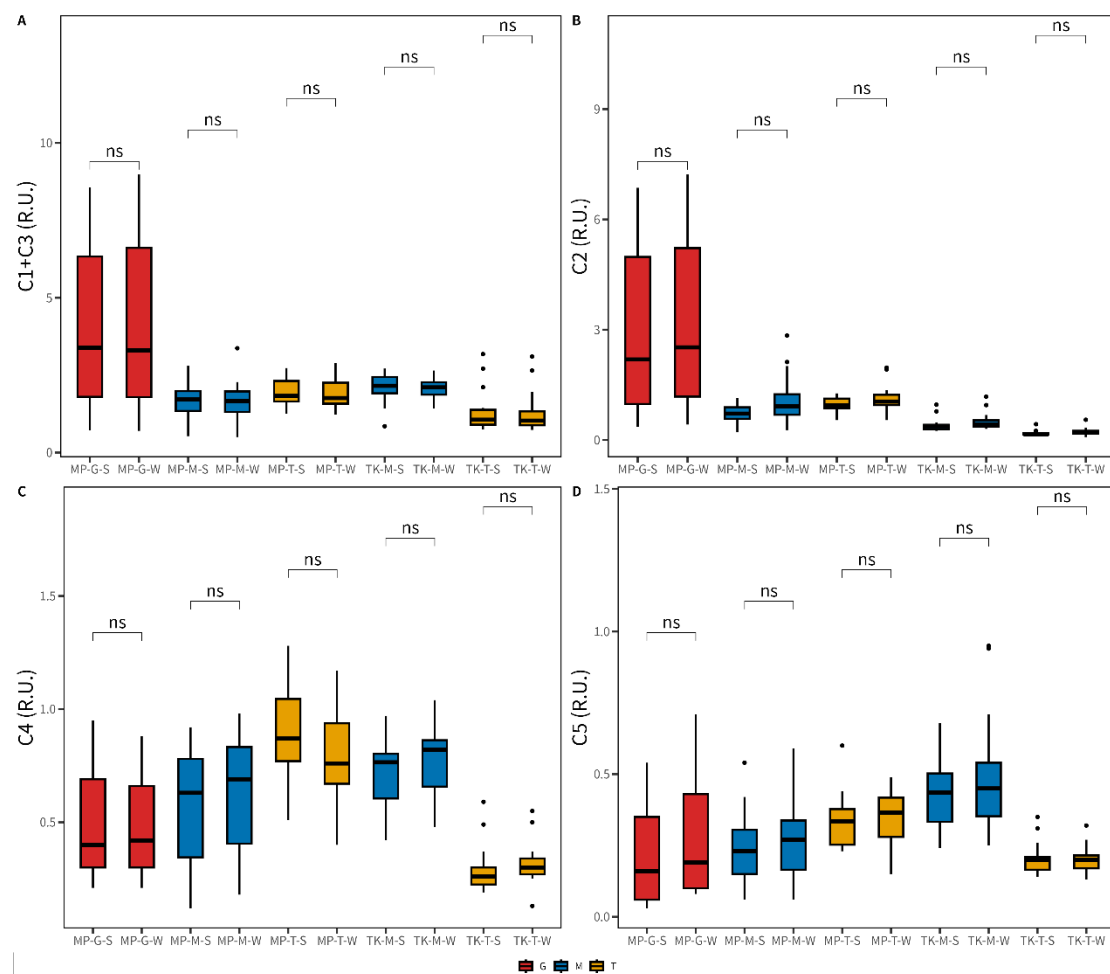 A
ns
ns
ns
ns
ns
10
5
0
C1+C3 (R.U.)
MP-G-S MP-G-W MP-M-S MP-M-W MP-T-S MP-T-W TK-M-S TK-M-W TK-T-S TK-T-W
B
ns
ns
ns
ns
ns
9
6
3
0
C2 (R.U.)
MP-G-S MP-G-W MP-M-S MP-M-W MP-T-S MP-T-W TK-M-S TK-M-W TK-T-S TK-T-W
C
ns
ns
ns
ns
ns
1.5
1.0
0.5
C4 (R.U.)
MP-G-S MP-G-W MP-M-S MP-M-W MP-T-S MP-T-W TK-M-S TK-M-W TK-T-S TK-T-W
D
ns
ns
ns
ns
ns
1.5
1.0
0.5
0.0
C5 (R.U.)
MP-G-S MP-G-W MP-M-S MP-M-W MP-T-S MP-T-W TK-M-S TK-M-W TK-T-S TK-T-W
G M T